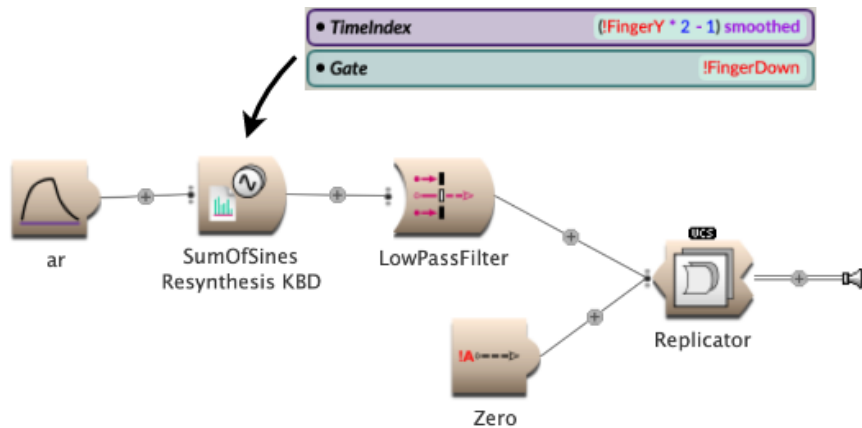 • TimeIndex (!FingerY * 2 - 1) smoothed
• Gate !FingerDown
ar
SumOfSines
Resynthesis KBD
LowPassFilter
UCS
Replicator
!A
Zero